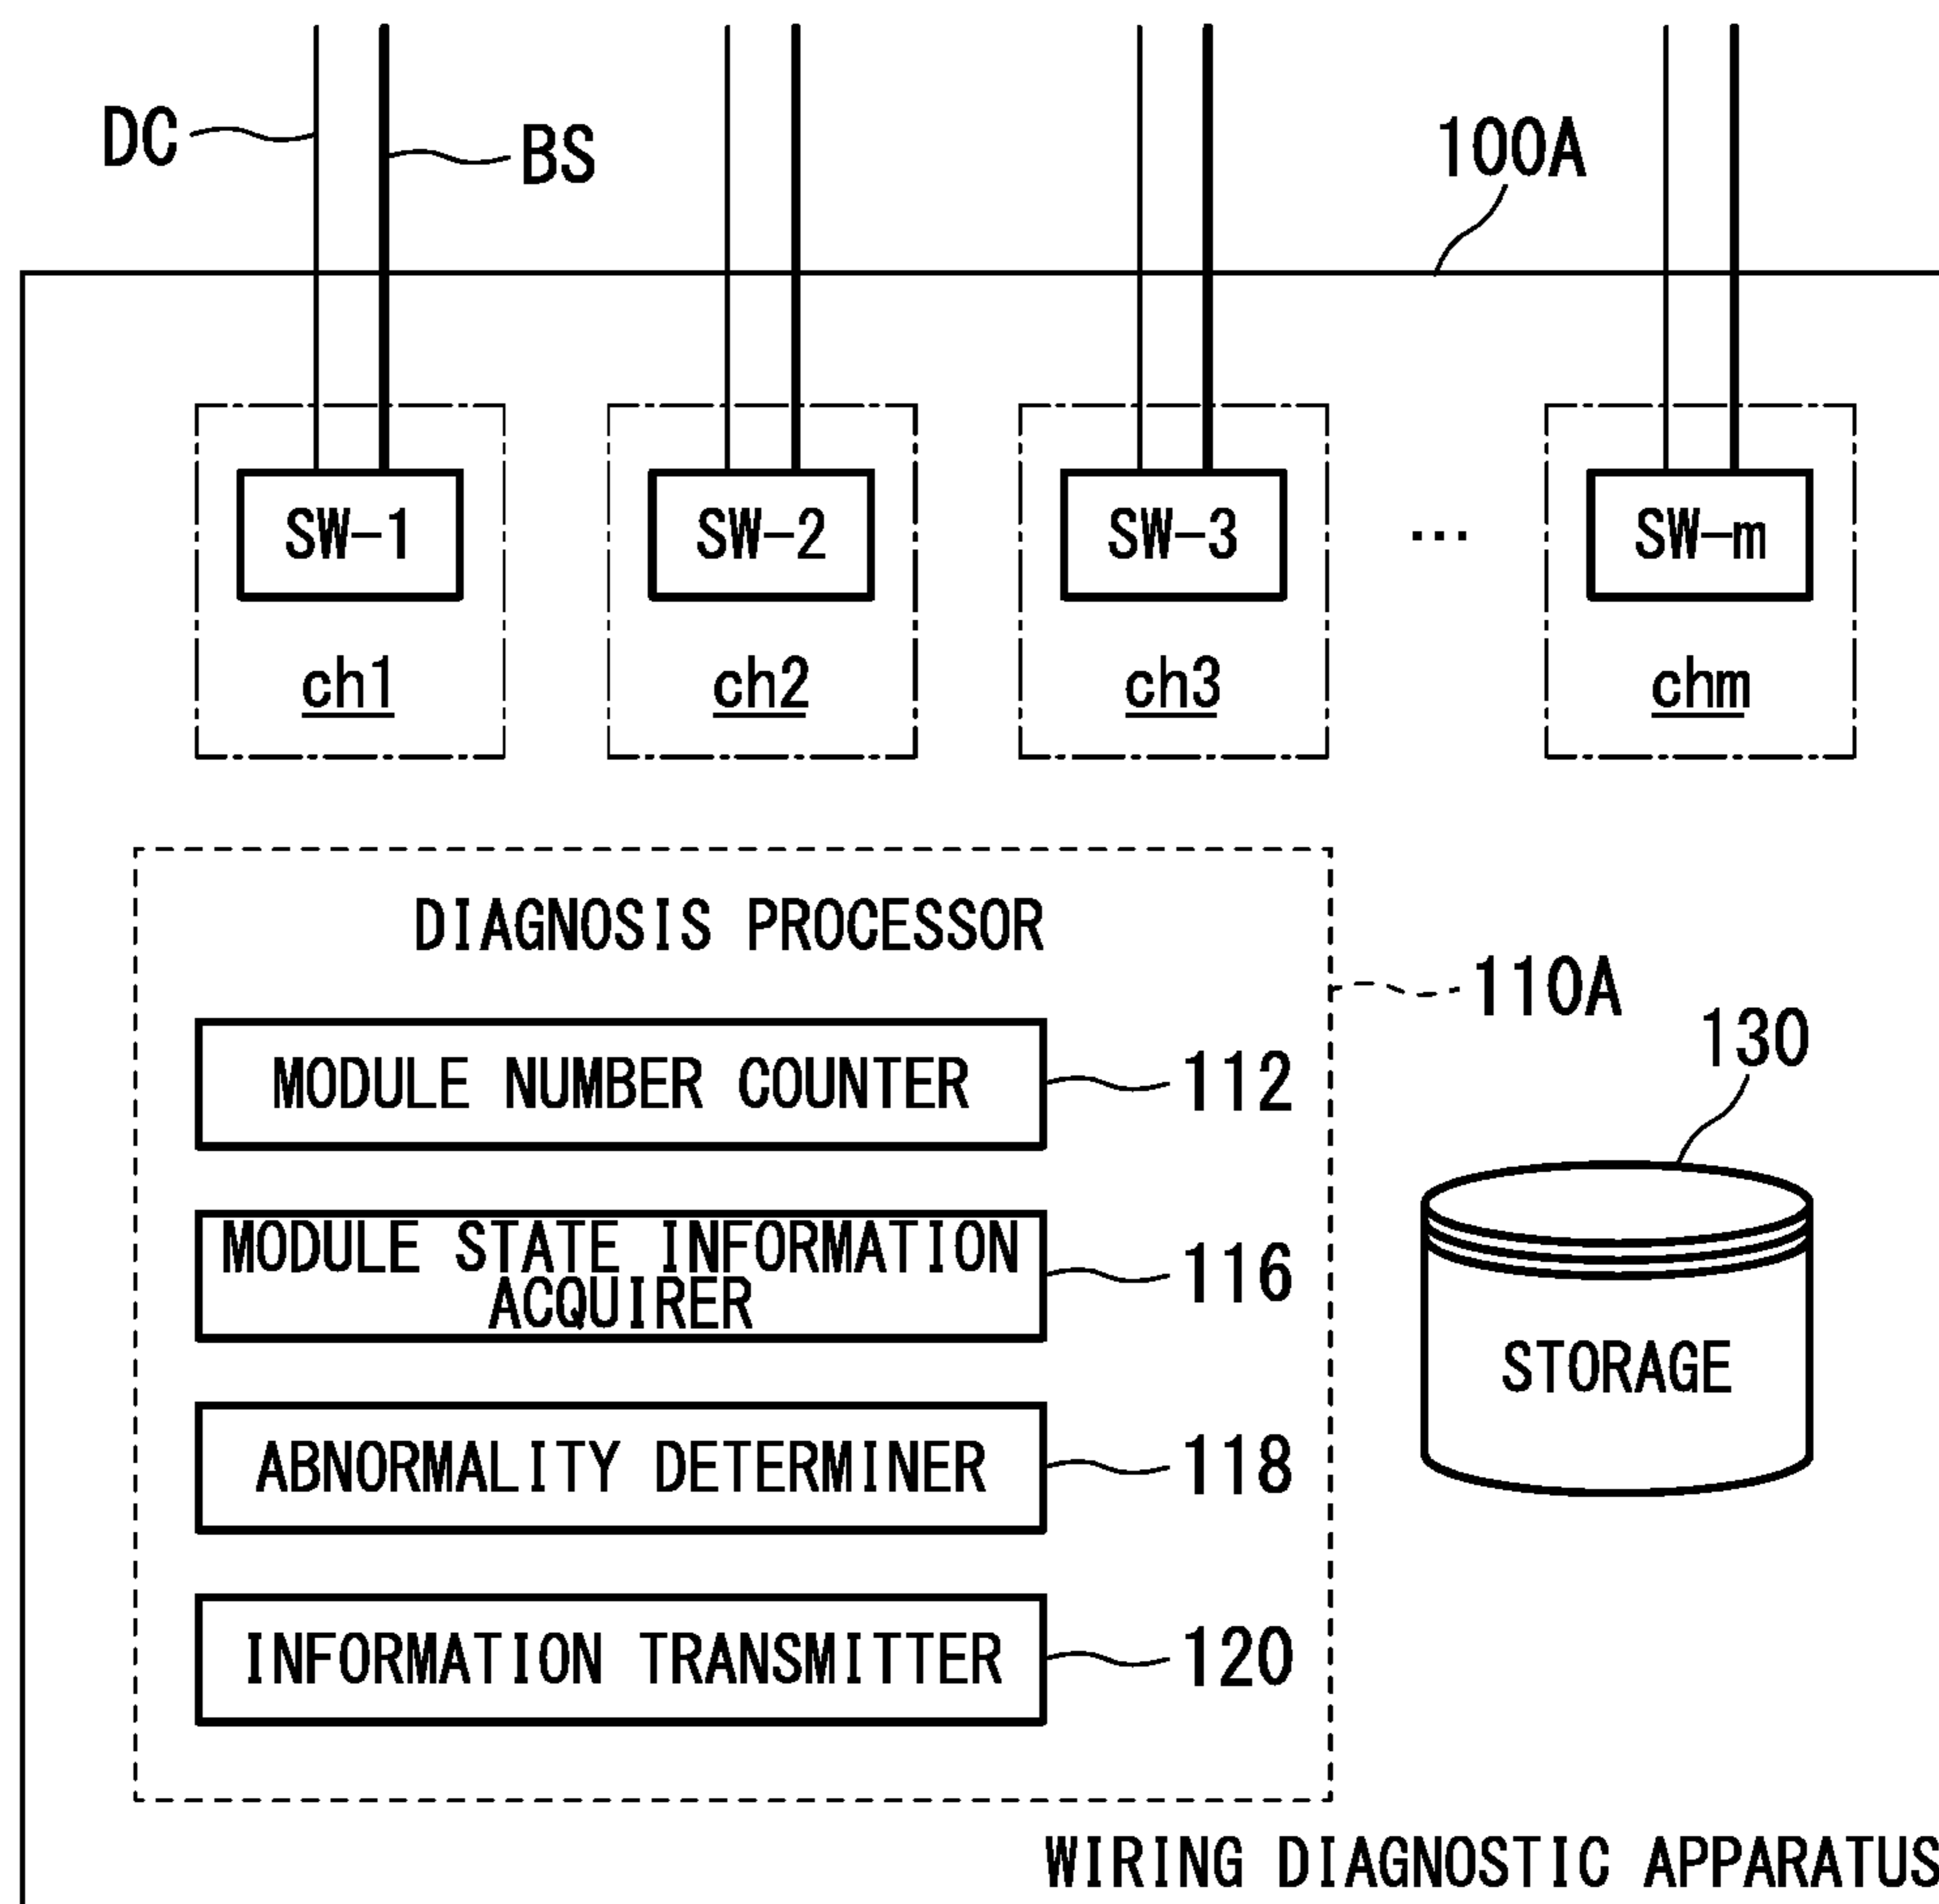 DC
BS
100A
SW-1
SW-2
SW-3
...
SW-m
ch1
ch2
ch3
chm
DIAGNOSIS PROCESSOR
110A
130
MODULE NUMBER COUNTER
112
MODULE STATE INFORMATION
ACQUIRER
116
STORAGE
ABNORMALITY DETERMINER
118
INFORMATION TRANSMITTER
120
WIRING DIAGNOSTIC APPARATUS